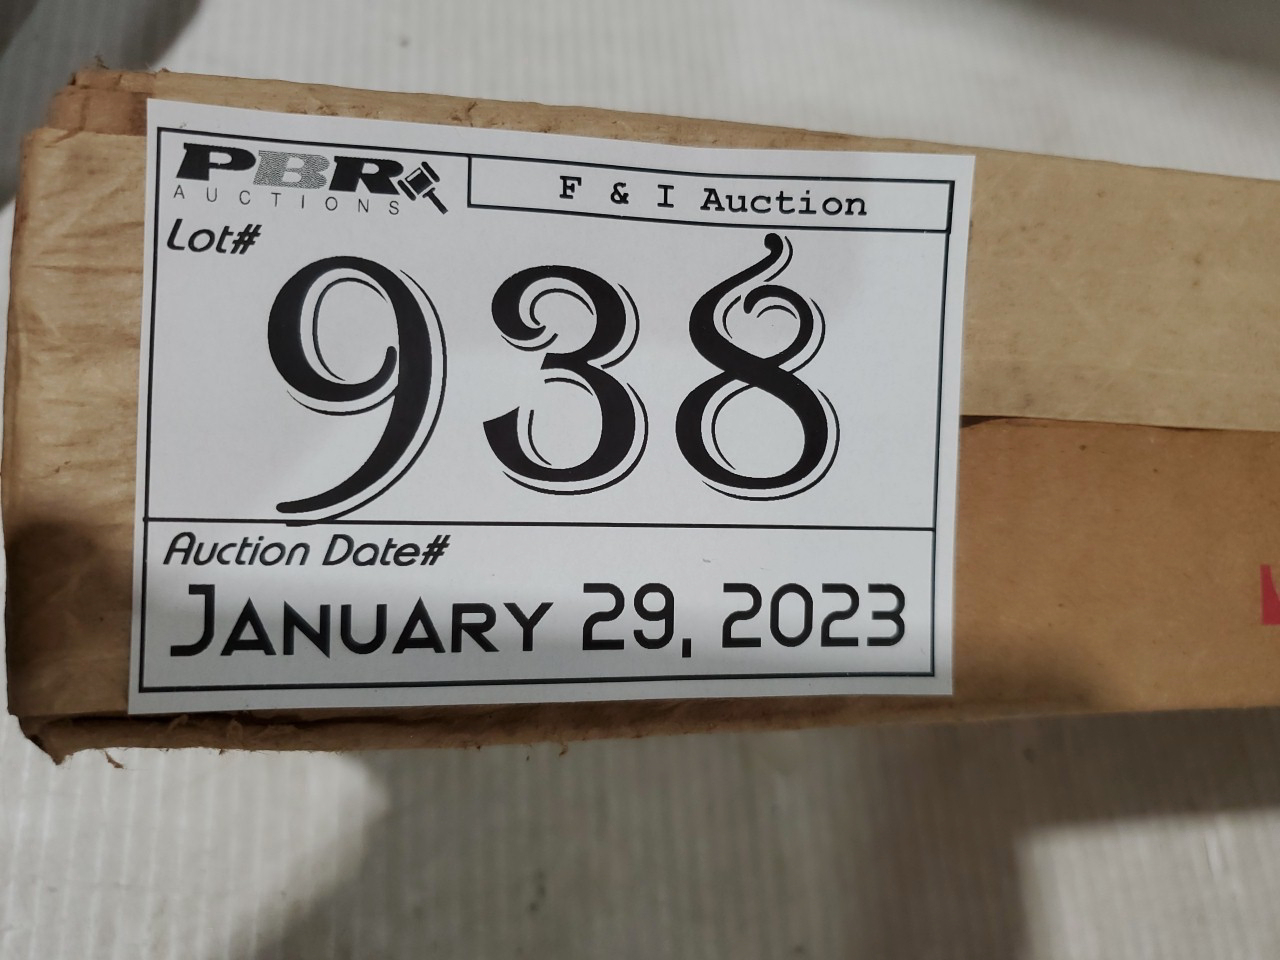 PBR
AUCTIONS
F & I Auction
Lot#
938
Auction Date#
January 29, 2023